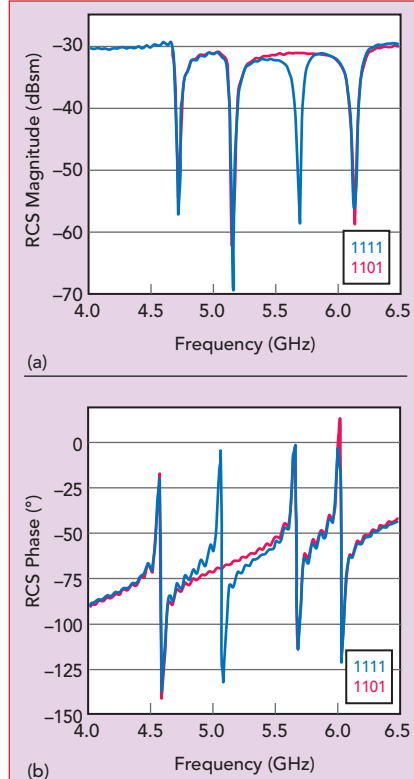 −30
−40
−50
−60
−70
RCS Magnitude (dBsm)
1111
1101
4.0 4.5 5.0 5.5 6.0 6.5
Frequency (GHz)
(a)
0
−25
−50
−75
−100
−125
−150
RCS Phase (°)
1111
1101
4.0 4.5 5.0 5.5 6.0 6.5
Frequency (GHz)
(b)